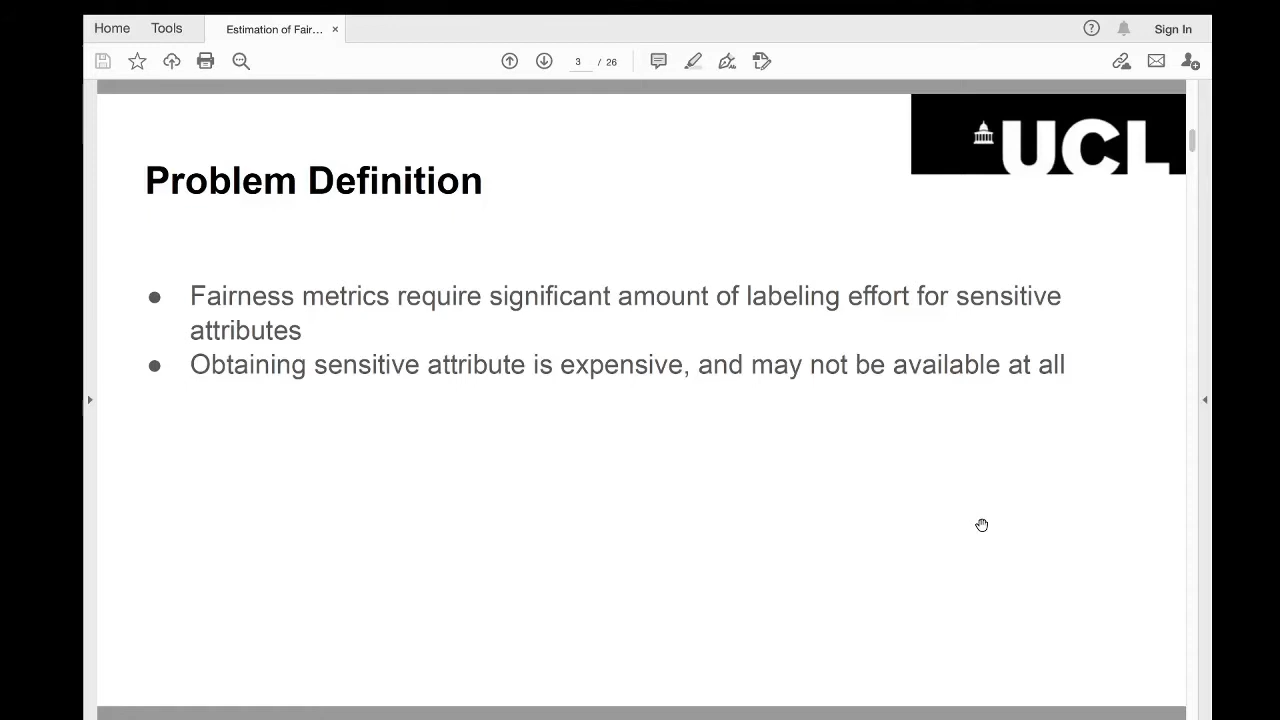 Home Tools Estimation of Fair... ×
Sign In
3 / 26
UCL
Problem Definition
● Fairness metrics require significant amount of labeling effort for sensitive
attributes
● Obtaining sensitive attribute is expensive, and may not be available at all